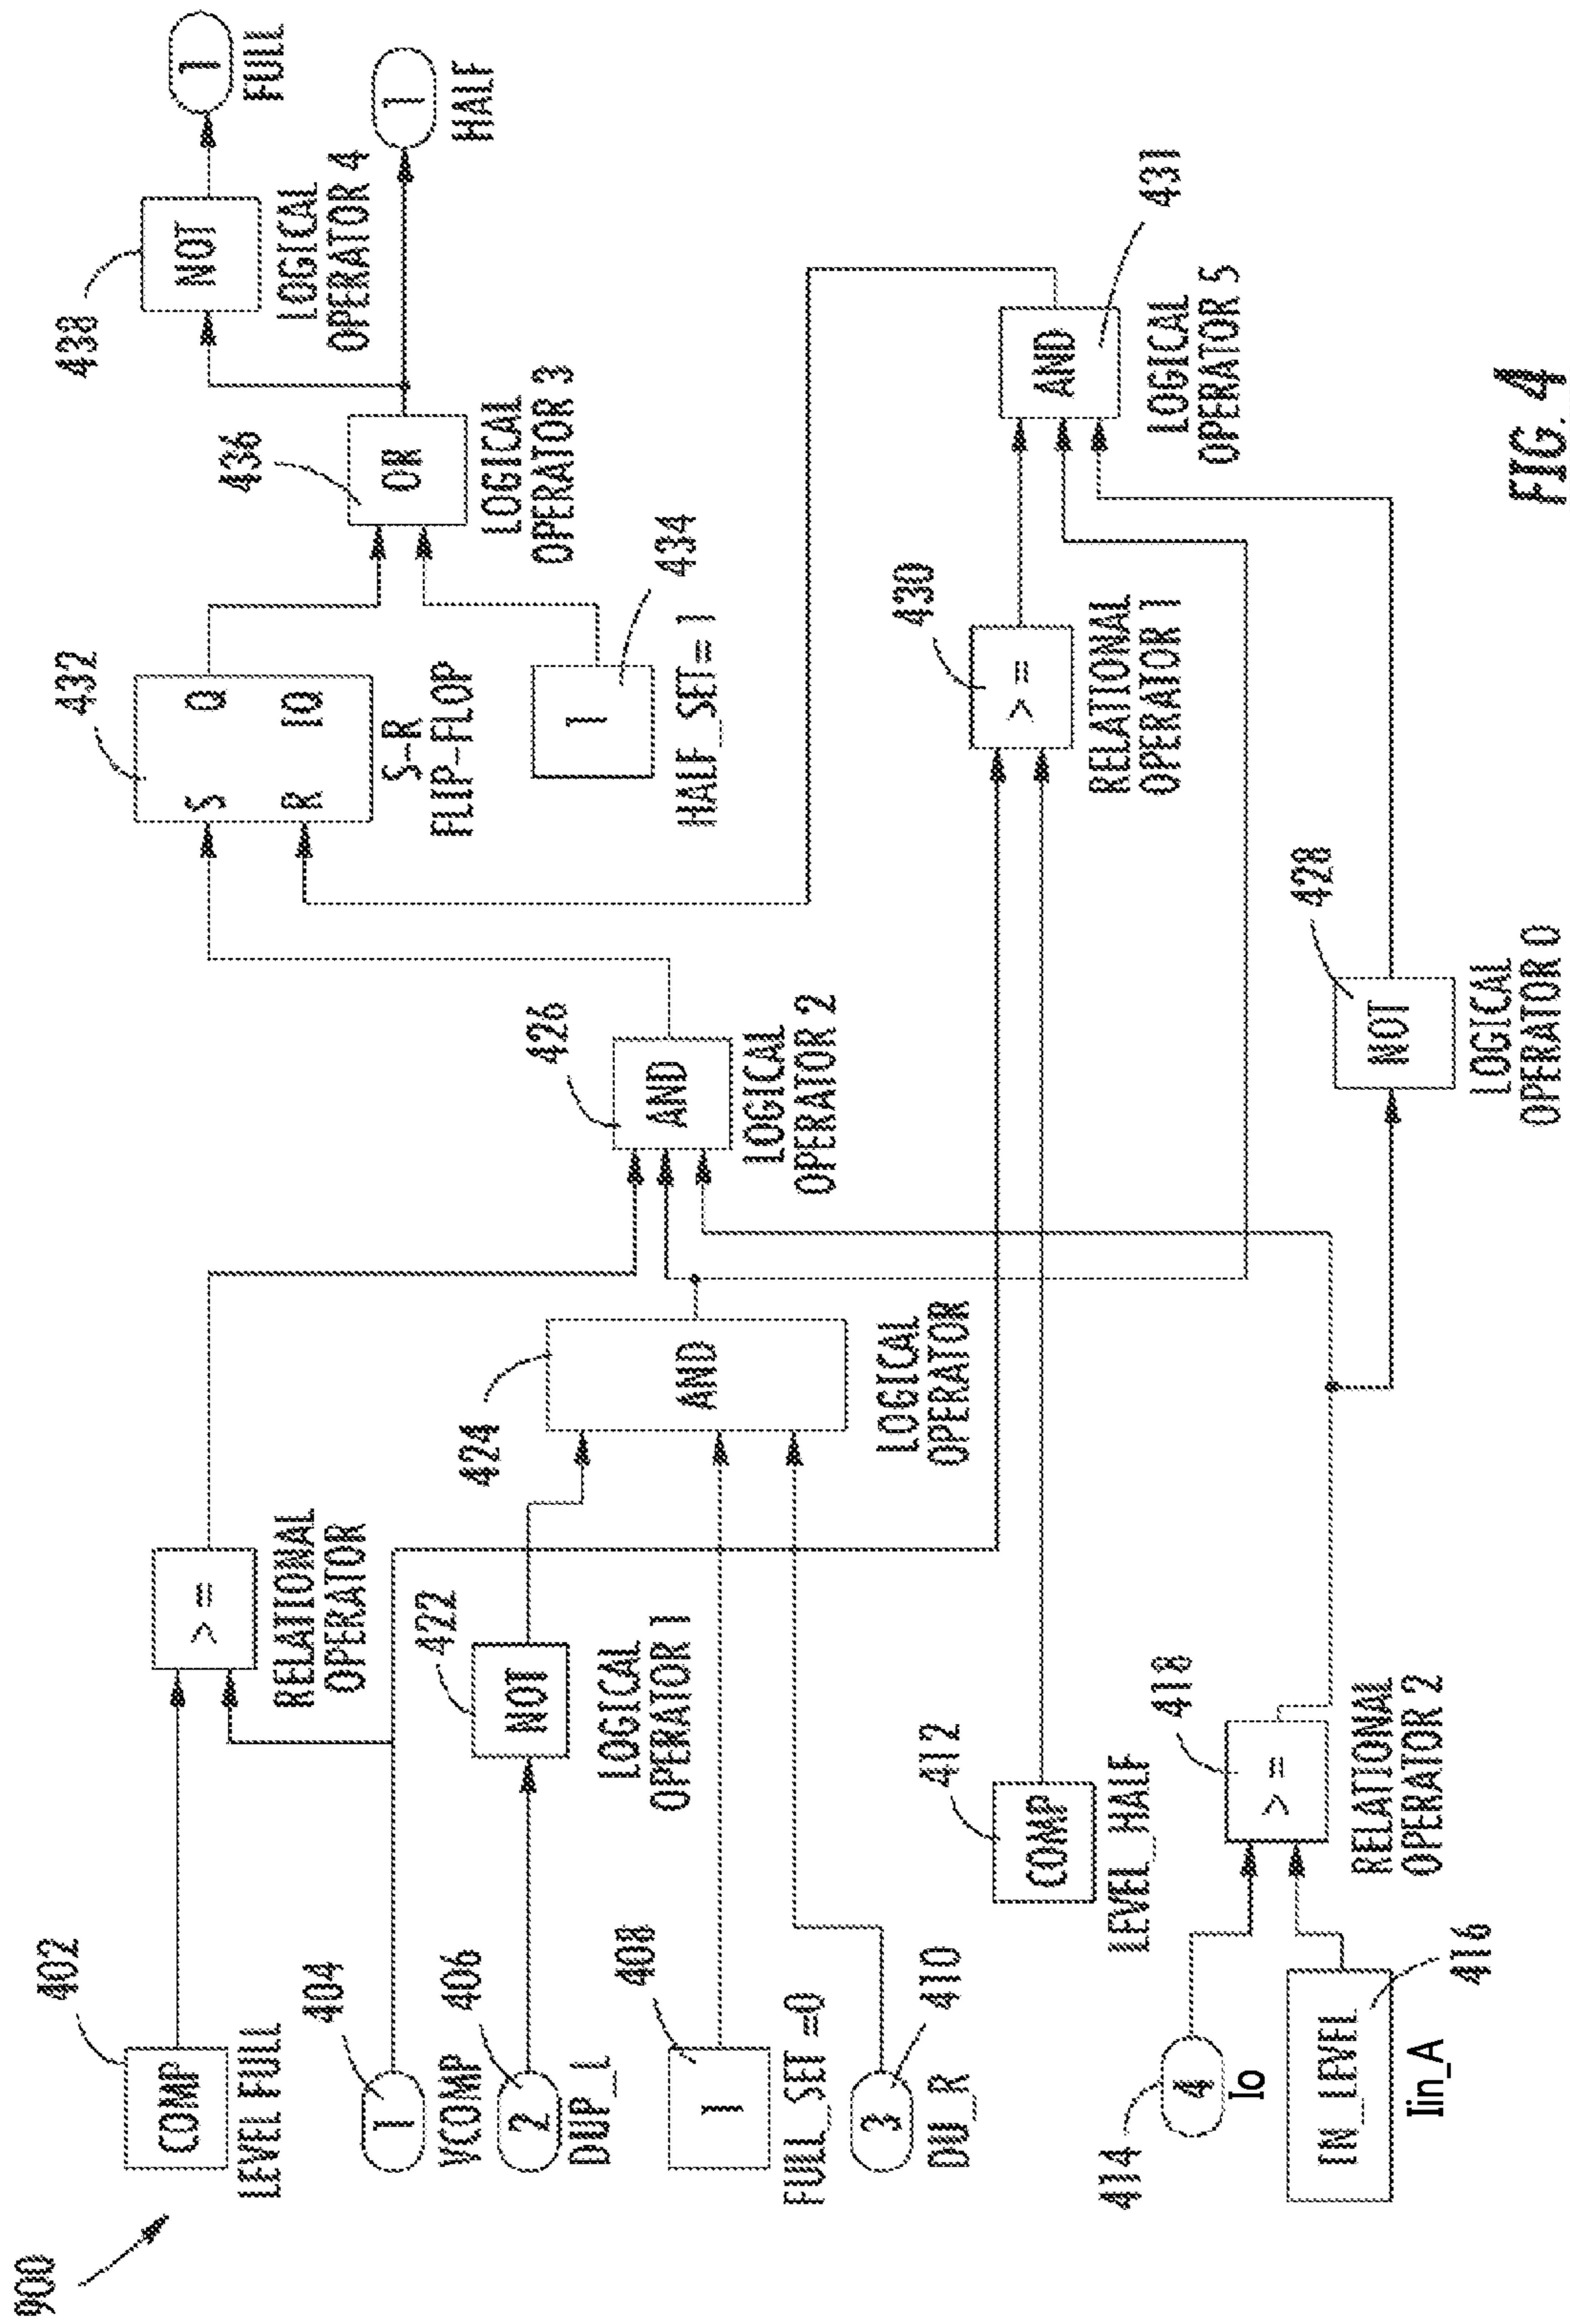 900
402
COMP
LEVEL FULL
404
1
VCOMP
406
2
DUP_L
408
1
FULL_SET =0
410
3
DU_R
412
COMP
LEVEL_HALF
414
4
Io
IN_LEVEL
416
Iin_A
>=
RELATIONAL
OPERATOR
422
NOT
LOGICAL
OPERATOR 1
418
>=
RELATIONAL
OPERATOR 2
424
AND
LOGICAL
OPERATOR
426
AND
LOGICAL
OPERATOR 2
428
NOT
LOGICAL
OPERATOR 0
430
>=
RELATIONAL
OPERATOR 1
431
AND
LOGICAL
OPERATOR 5
432
S Q
R IQ
S-R
FLIP-FLOP
1
434
HALF_SET= 1
436
OR
LOGICAL
OPERATOR 3
438
NOT
LOGICAL
OPERATOR 4
1
FULL
1
HALF
FIG. 4